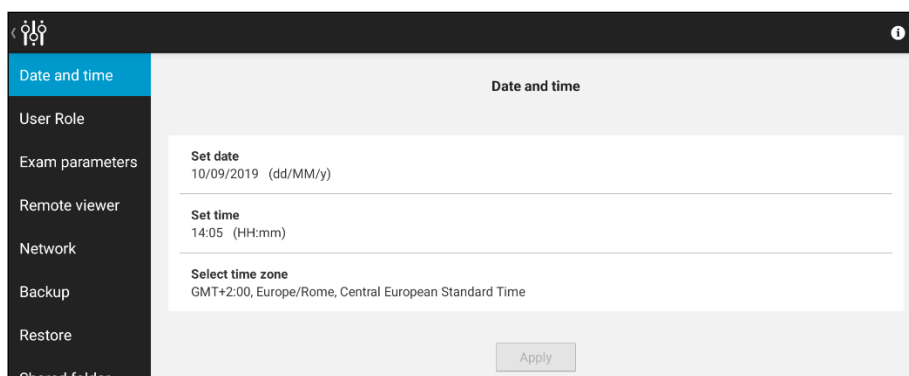 Date and time
Date and time
User Role
Exam parameters
Set date
10/09/2019 (dd/MM/y)
Remote viewer
Set time
14:05 (HH:mm)
Network
Select time zone
GMT+2:00, Europe/Rome, Central European Standard Time
Backup
Restore
Apply
Shared folder